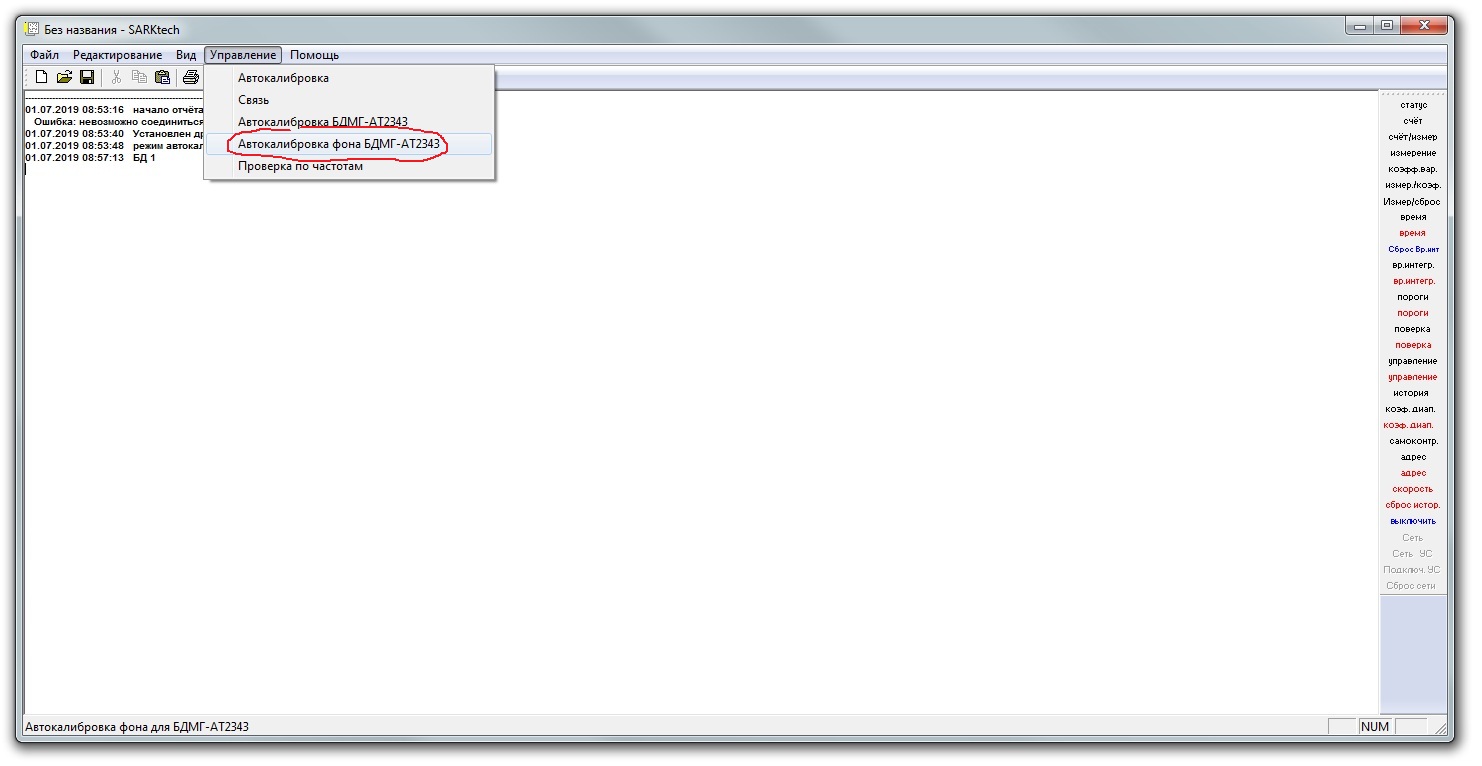 Без названия - SARKtech
Файл Редактирование Вид Управление Помощь
Автокалибровка
Связь
Автокалибровка БДМГ-АТ2343
Автокалибровка фона БДМГ-АТ2343
Проверка по частотам
01.07.2019 08:53:16 начало отчёта
Ошибка: невозможно соединиться
01.07.2019 08:53:40 Установлен др
01.07.2019 08:53:48 режим автокал
01.07.2019 08:57:13 БД 1
статус
счёт
счёт/измер
измерение
коэфф.вар.
измер./коэф.
Измер/сброс
время
время
Сброс Вр.инт
вр.интегр.
вр.интегр.
пороги
пороги
поверка
поверка
управление
управление
история
коэф. диап.
коэф. диап.
самоконтр.
адрес
адрес
скорость
сброс истор.
выключить
Сеть
Сеть УС
Подключ. УС
Сброс сети
Автокалибровка фона для БДМГ-АТ2343
NUM